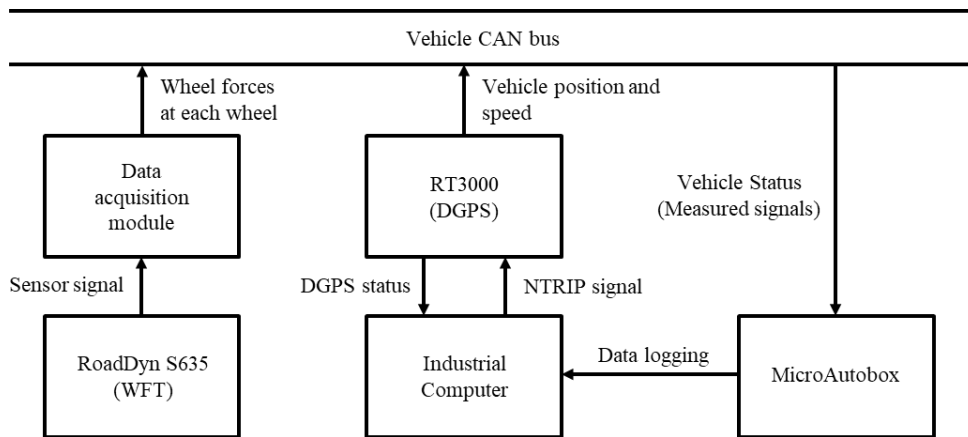 Vehicle CAN bus
Wheel forces
at each wheel
Vehicle position and
speed
Data
acquisition
module
RT3000
(DGPS)
Vehicle Status
(Measured signals)
Sensor signal
DGPS status
NTRIP signal
RoadDyn S635
(WFT)
Industrial
Computer
Data logging
MicroAutobox